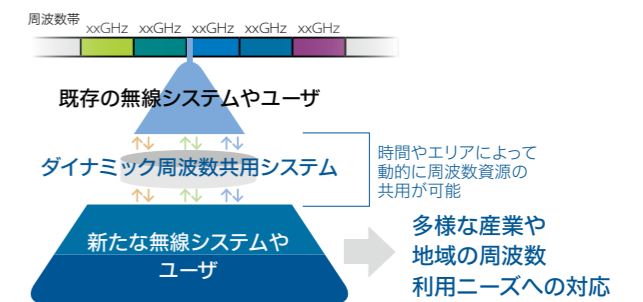 周波数帯 xxGHz xxGHz xxGHz xxGHz xxGHz
既存の無線システムやユーザ
ダイナミック周波数共用システム
時間やエリアによって
動的に周波数資源の
共用が可能
新たな無線システムや
ユーザ
多様な産業や
地域の周波数
利用ニーズへの対応